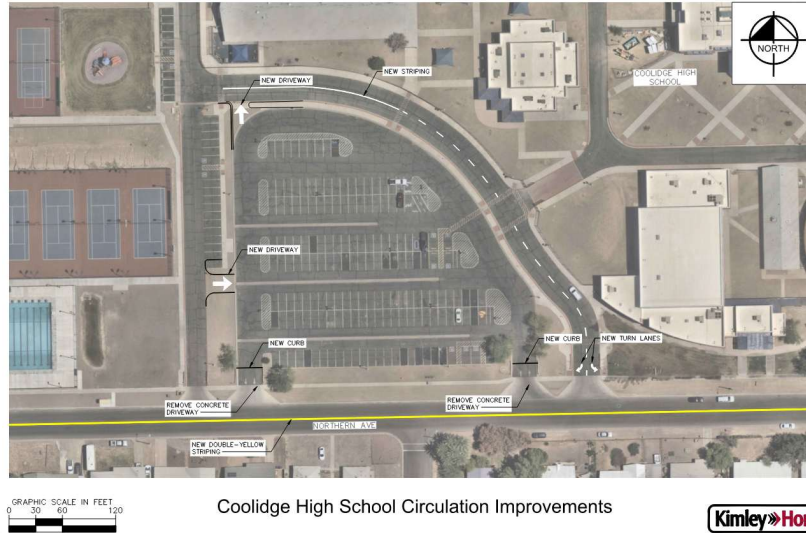 NORTH
NEW DRIVEWAY
NEW STRIPING
COOLIDGE HIGH
SCHOOL
NEW DRIVEWAY
NEW CURB
NEW CURB
NEW TURN LANES
REMOVE CONCRETE
DRIVEWAY
REMOVE CONCRETE
DRIVEWAY
NORTHERN AVE
NEW DOUBLE-YELLOW
STRIPING
GRAPHIC SCALE IN FEET
0 30 60 120
Coolidge High School Circulation Improvements
Kimley»Hor